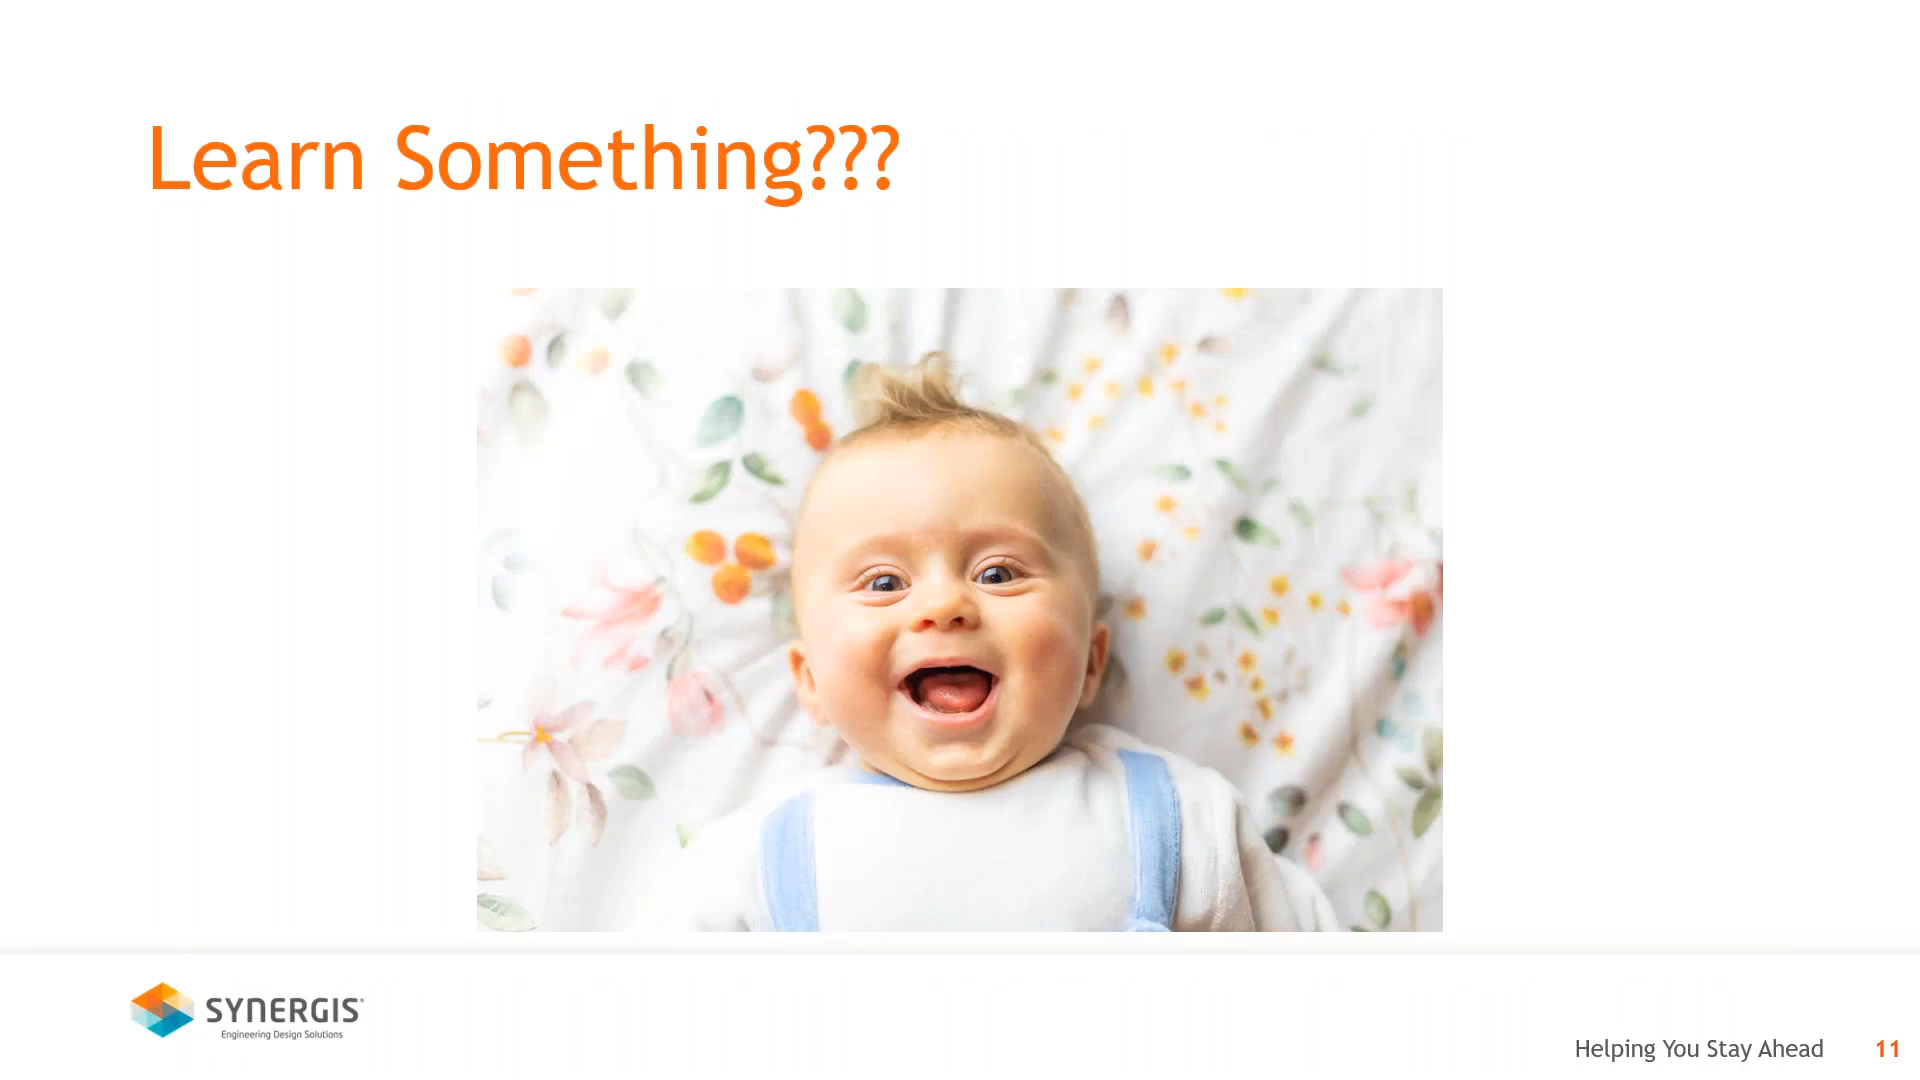 Learn Something???
SYNERGIS®
Engineering Design Solutions
Helping You Stay Ahead
11